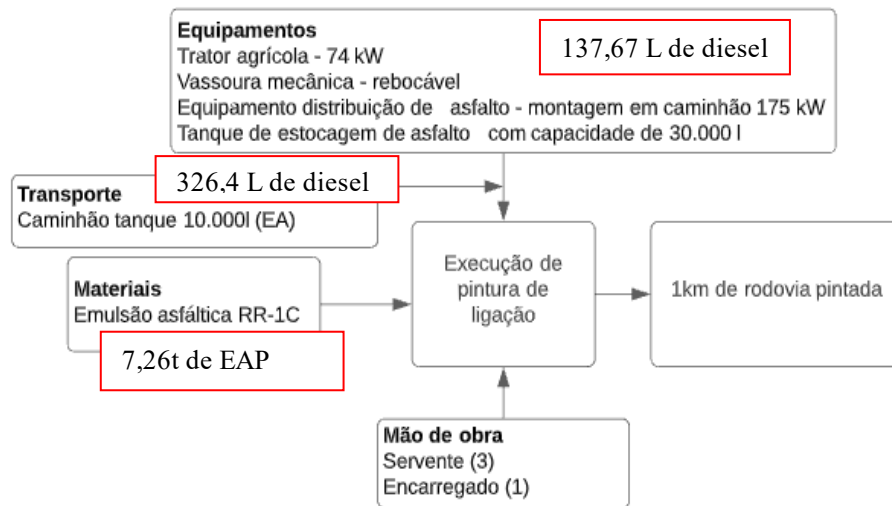 Equipamentos
137,67 L de diesel
Trator agrícola - 74 kW
Vassoura mecânica - rebocável
Equipamento distribuição de asfalto - montagem em caminhão 175 kW
Tanque de estocagem de asfalto com capacidade de 30.000 l
326,4 L de diesel
Transporte
Caminhão tanque 10.000l (EA)
Materiais
Emulsão asfáltica RR-1C
7,26t de EAP
Execução de
pintura de
ligação
1km de rodovia pintada
Mão de obra
Servente (3)
Encarregado (1)